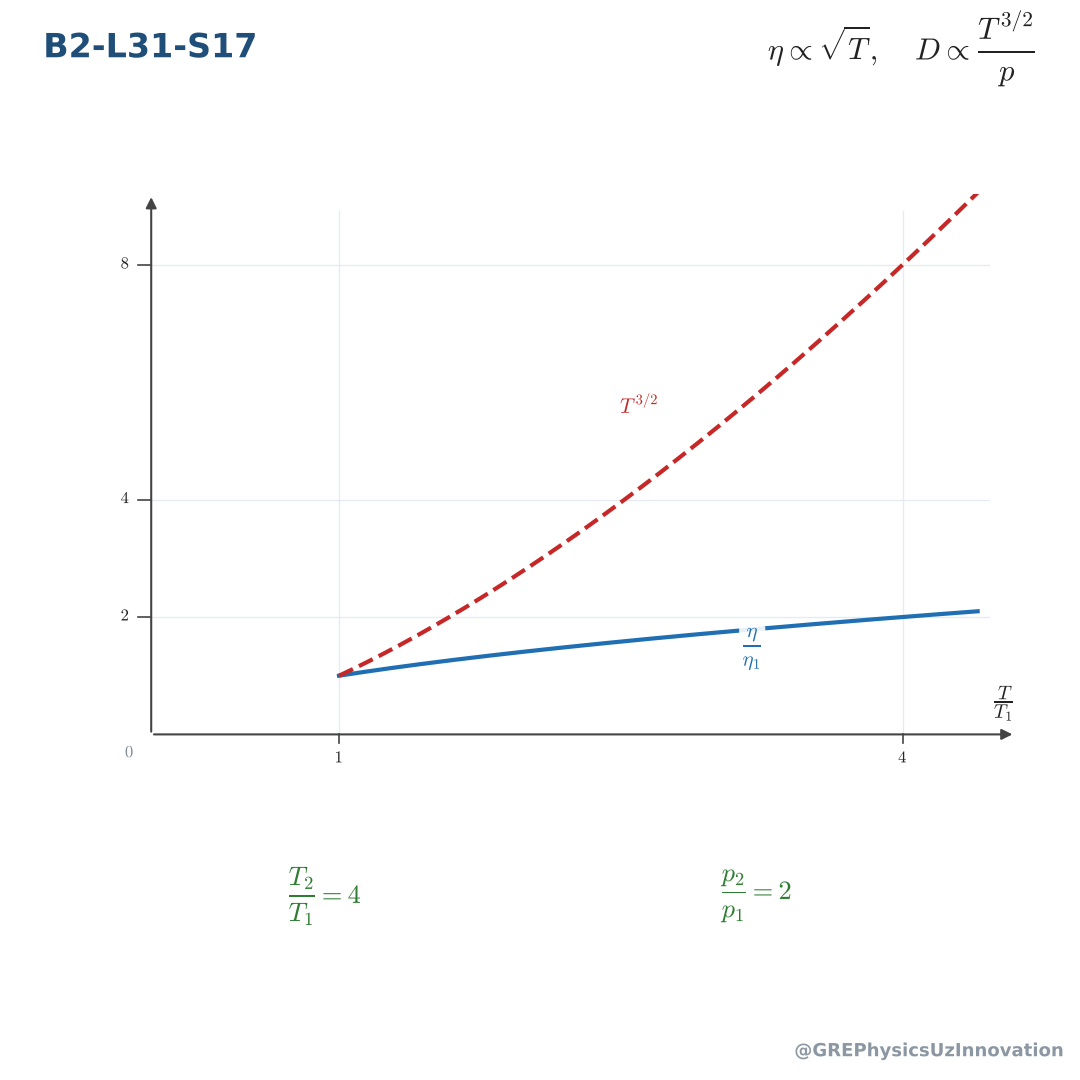 B2-L31-S17
η ∝ √T,   D ∝ T^{3/2}/p
8
T^{3/2}
4
2
η/η₁
T/T₁
0
1
4
T₂/T₁ = 4
p₂/p₁ = 2
@GREPhysicsUzInnovation